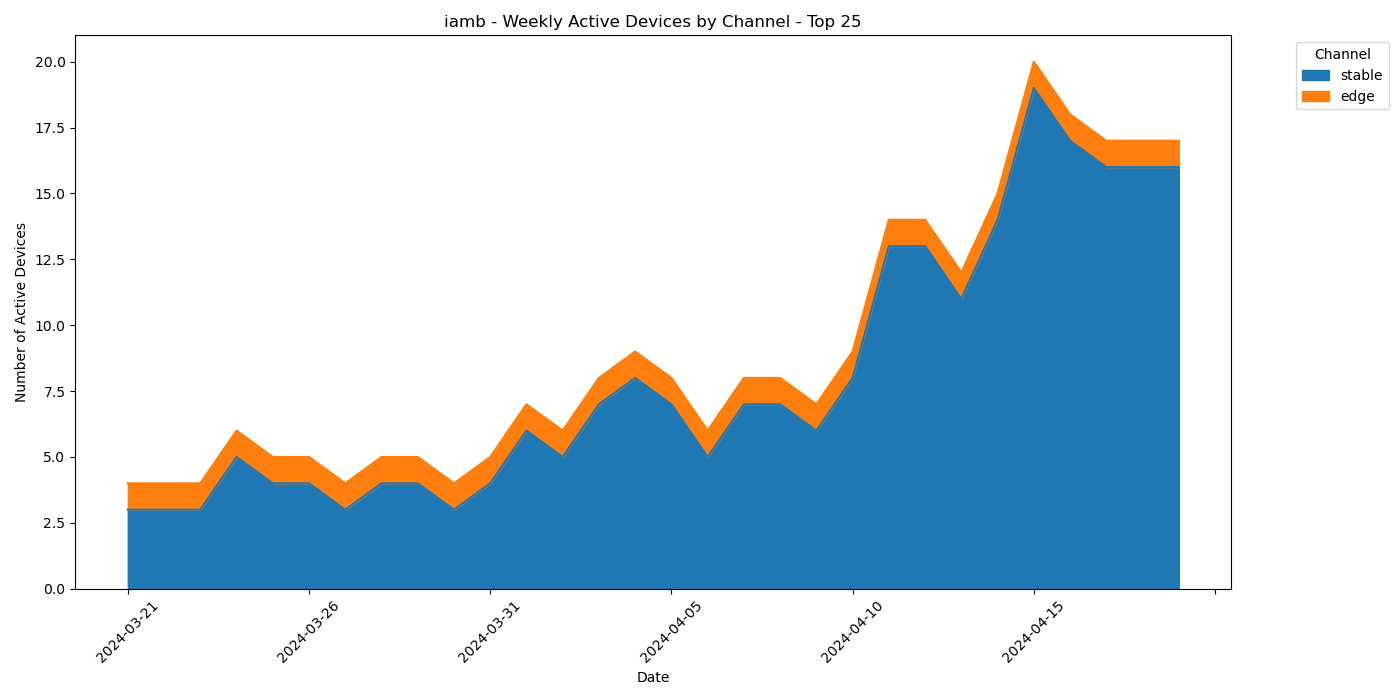 iamb - Weekly Active Devices by Channel - Top 25
Channel
stable
edge
Number of Active Devices
20.0
17.5
15.0
12.5
10.0
7.5
5.0
2.5
0.0
2024-03-21
2024-03-26
2024-03-31
2024-04-05
2024-04-10
2024-04-15
Date